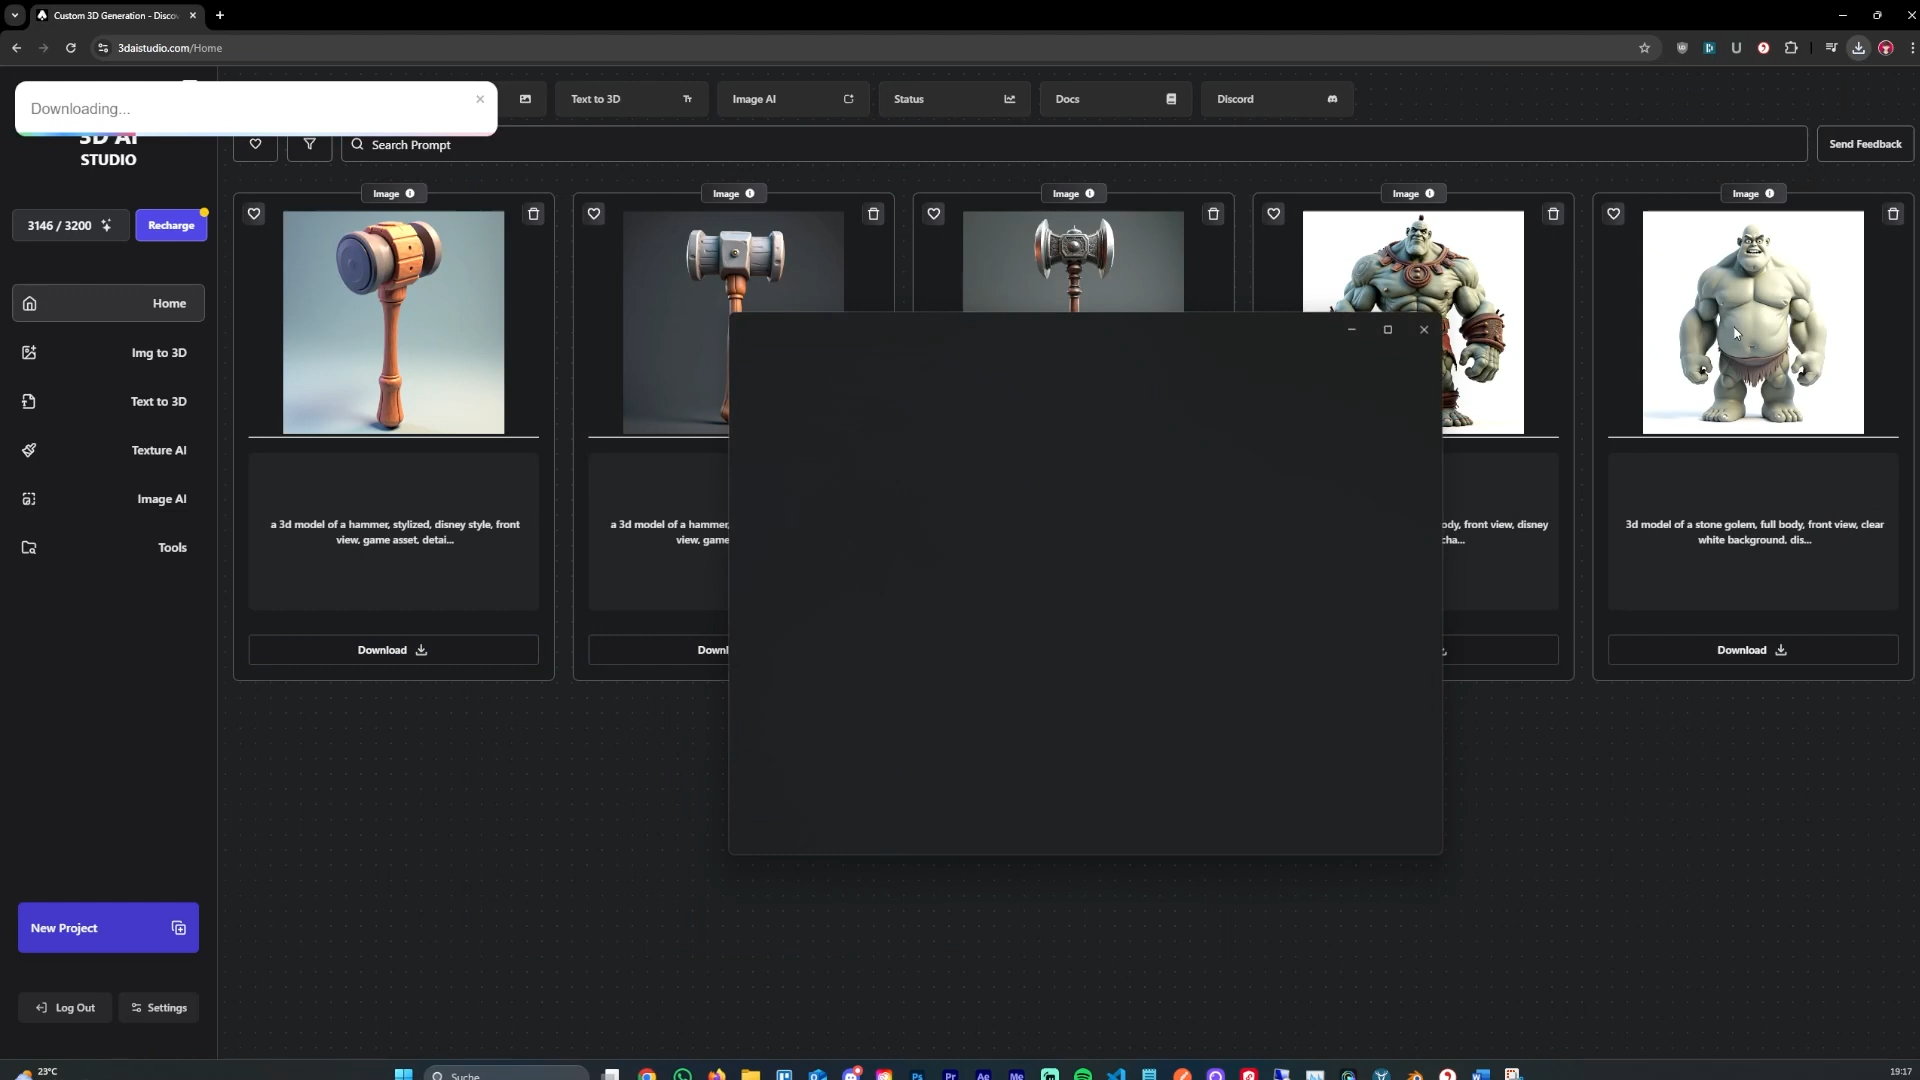 Custom 3D Generation - Disco
3daistudio.com/Home
Downloading...
Text to 3D
Image AI
Status
Docs
Discord
3D AI
STUDIO
Search Prompt
Send Feedback
Image
Image
Image
Image
Image
3146 / 3200
Recharge
Home
Img to 3D
Text to 3D
Texture AI
Image AI
Tools
a 3d model of a hammer, stylized, disney style, front
view, game asset, detai...
a 3d model of a hammer,
view, game
ody, front view, disney
cha...
3d model of a stone golem, full body, front view, clear
white background, dis...
Download
Downl
Download
New Project
Log Out
Settings
23°C
Suche
19:17